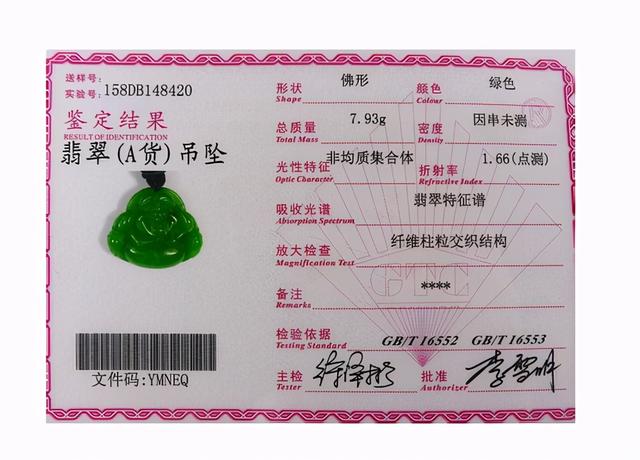 送样号:
实验号: 158DB148420
鉴定结果
RESULT OF IDENTIFICATION
翡翠(A货)吊坠
文件码:YMNEQ
形状 佛形 颜色 绿色
Shape Colour
总质量 7.93g 密度 因串未测
Total Mass Density
光性特征 非均质集合体 折射率 1.66(点测)
Optic Character Refractive Index
吸收光谱 翡翠特征谱
Absorption Spectrum
放大检查 纤维柱粒交织结构
Magnification Test
GTC
备注 ****
Remarks
检验依据 GB/T 16552 GB/T 16553
Testing Standard
主检 批准
Tester Authorizer